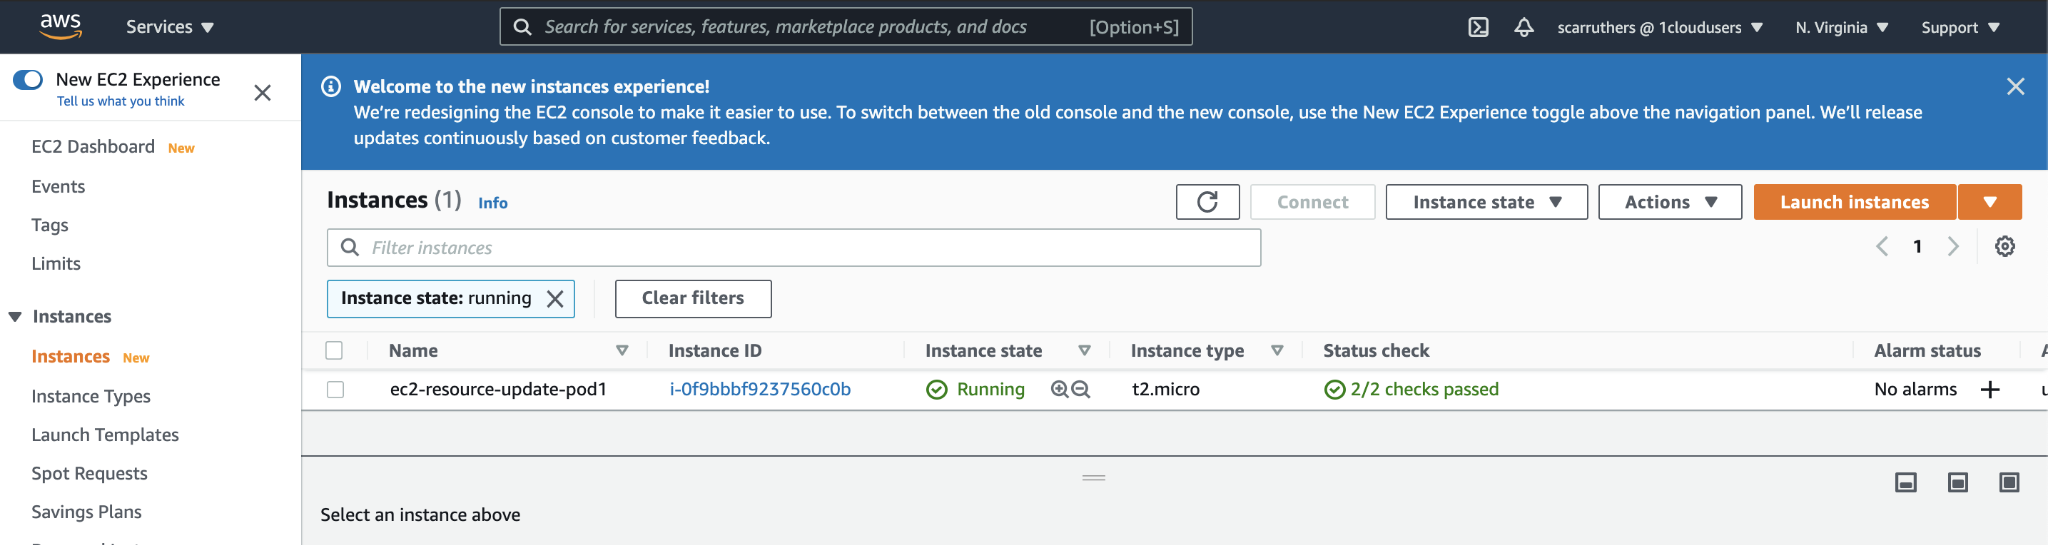 aws
Services
Search for services, features, marketplace products, and docs [Option+S]
scarruthers @ 1cloudusers
N. Virginia
Support
New EC2 Experience
Tell us what you think
EC2 Dashboard New
Events
Tags
Limits
Instances
Instances New
Instance Types
Launch Templates
Spot Requests
Savings Plans
Welcome to the new instances experience!
We're redesigning the EC2 console to make it easier to use. To switch between the old console and the new console, use the New EC2 Experience toggle above the navigation panel. We'll release
updates continuously based on customer feedback.
Instances (1) Info
Connect
Instance state
Actions
Launch instances
Filter instances
1
Instance state: running
Clear filters
Name Instance ID Instance state Instance type Status check Alarm status
ec2-resource-update-pod1 i-0f9bbbf9237560c0b Running t2.micro 2/2 checks passed No alarms
Select an instance above